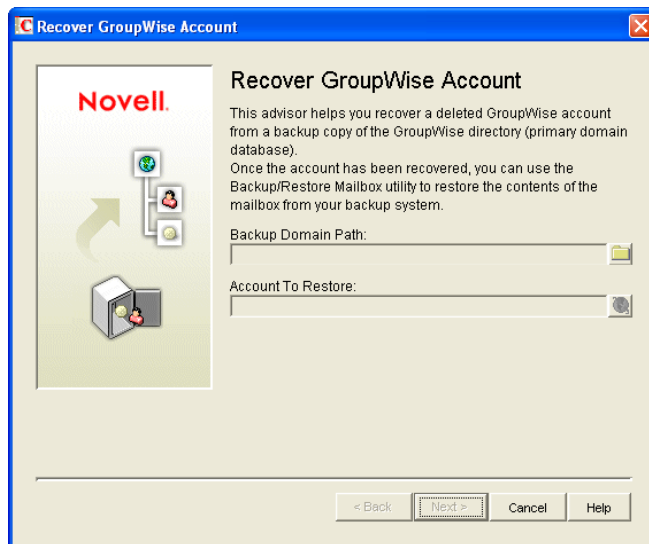 Recover GroupWise Account
Novell.
Recover GroupWise Account
This advisor helps you recover a deleted GroupWise account
from a backup copy of the GroupWise directory (primary domain
database).
Once the account has been recovered, you can use the
Backup/Restore Mailbox utility to restore the contents of the
mailbox from your backup system.
Backup Domain Path:
Account To Restore:
< Back
Next >
Cancel
Help